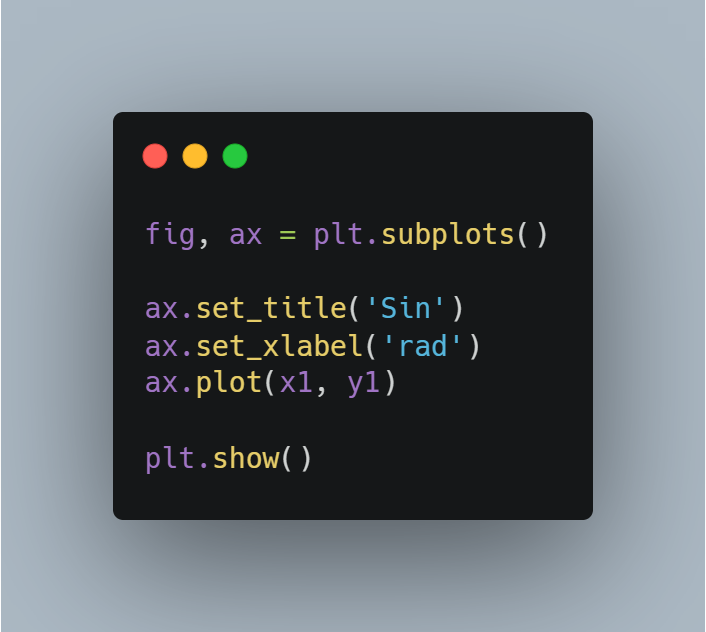 fig, ax = plt.subplots()
ax.set_title('Sin')
ax.set_xlabel('rad')
ax.plot(x1, y1)
plt.show()